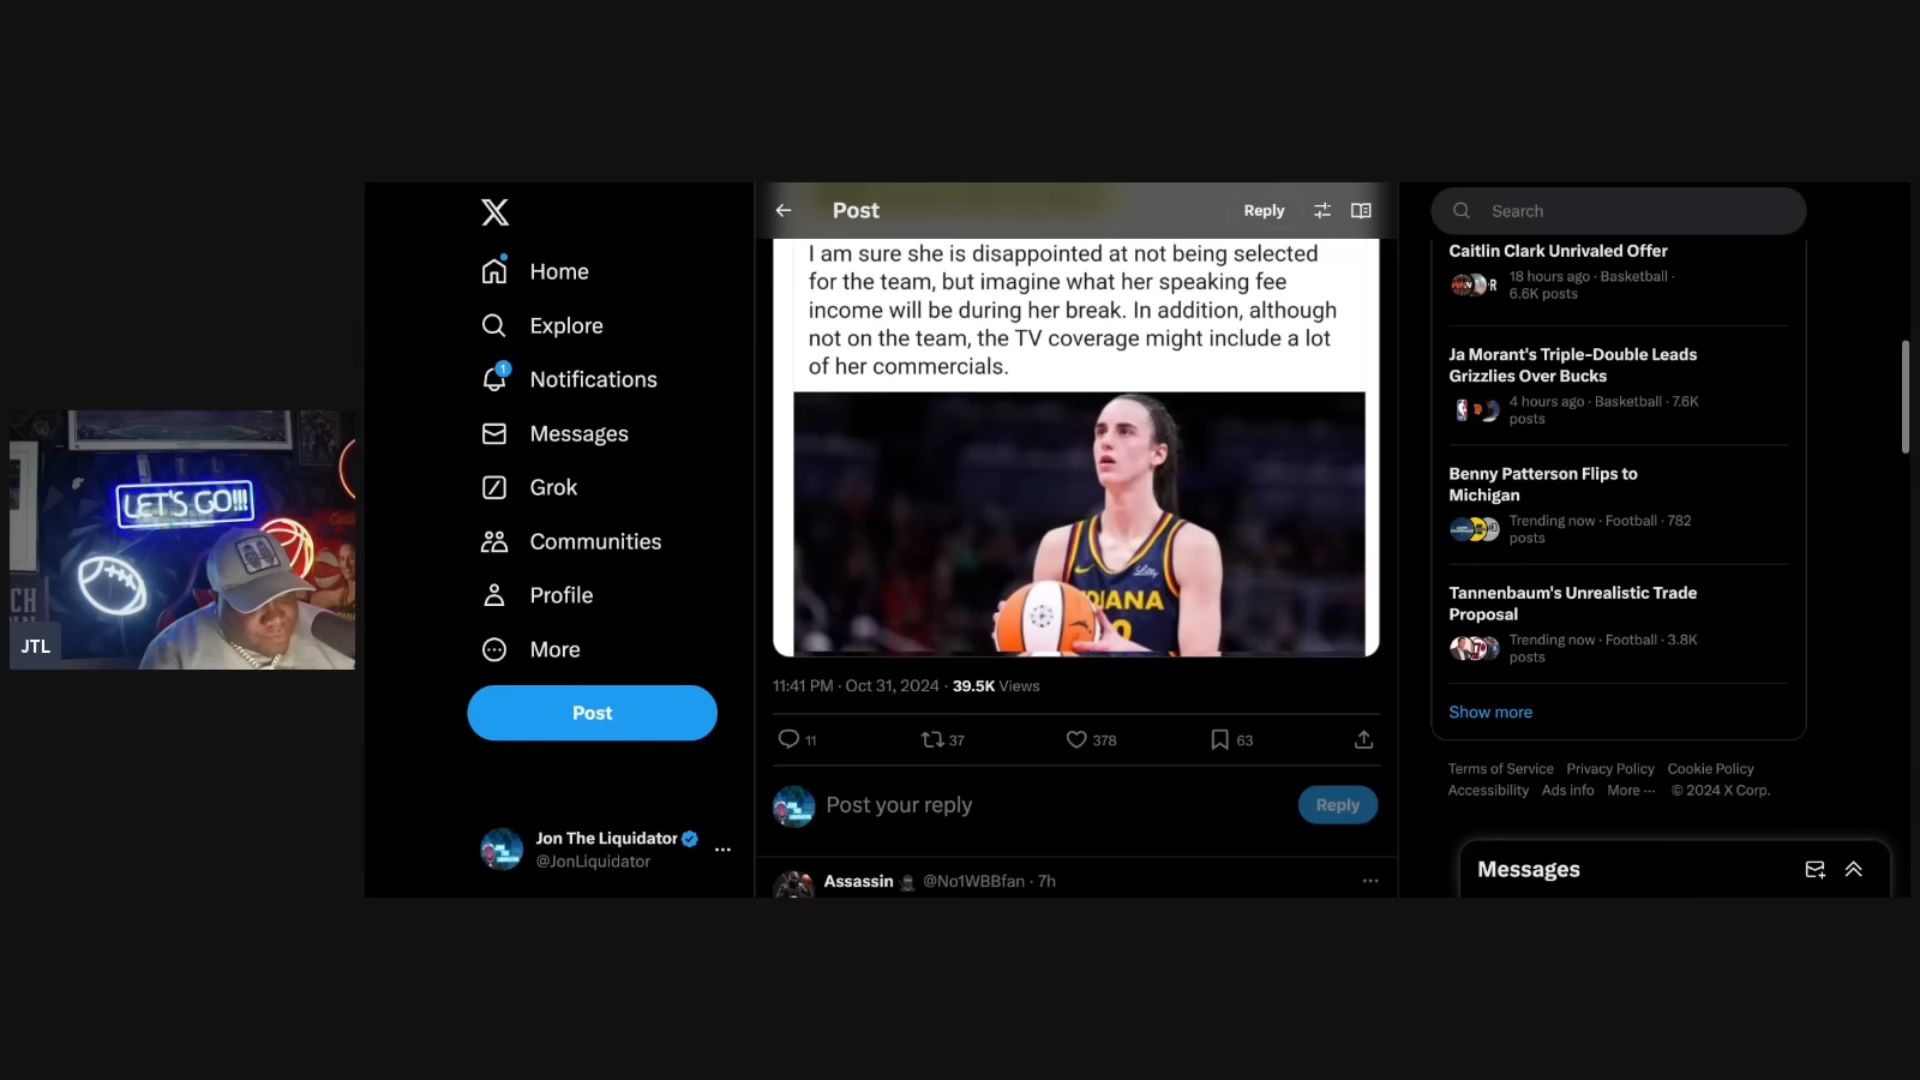 LET'S GO!!!
JTL
Home
Explore
1
Notifications
Messages
Grok
Communities
Profile
More
Post
Jon The Liquidator
@JonLiquidator
Post
Reply
I am sure she is disappointed at not being selected
for the team, but imagine what her speaking fee
income will be during her break. In addition, although
not on the team, the TV coverage might include a lot
of her commercials.
Lilly
DIANA
11:41 PM · Oct 31, 2024 · 39.5K Views
11 37 378 63
Post your reply
Reply
Assassin @No1WBBfan · 7h
Search
Caitlin Clark Unrivaled Offer
18 hours ago · Basketball ·
6.6K posts
Ja Morant's Triple-Double Leads
Grizzlies Over Bucks
4 hours ago · Basketball · 7.6K
posts
Benny Patterson Flips to
Michigan
Trending now · Football · 782
posts
Tannenbaum's Unrealistic Trade
Proposal
Trending now · Football · 3.8K
posts
Show more
Terms of Service Privacy Policy Cookie Policy
Accessibility Ads info More ··· © 2024 X Corp.
Messages